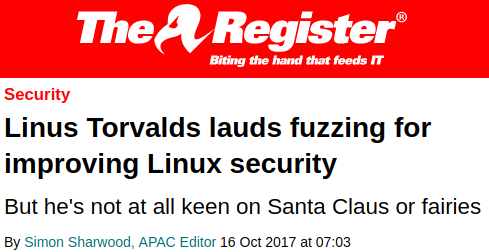 The Register®
Biting the hand that feeds IT
Security
Linus Torvalds lauds fuzzing for
improving Linux security
But he's not at all keen on Santa Claus or fairies
By Simon Sharwood, APAC Editor 16 Oct 2017 at 07:03